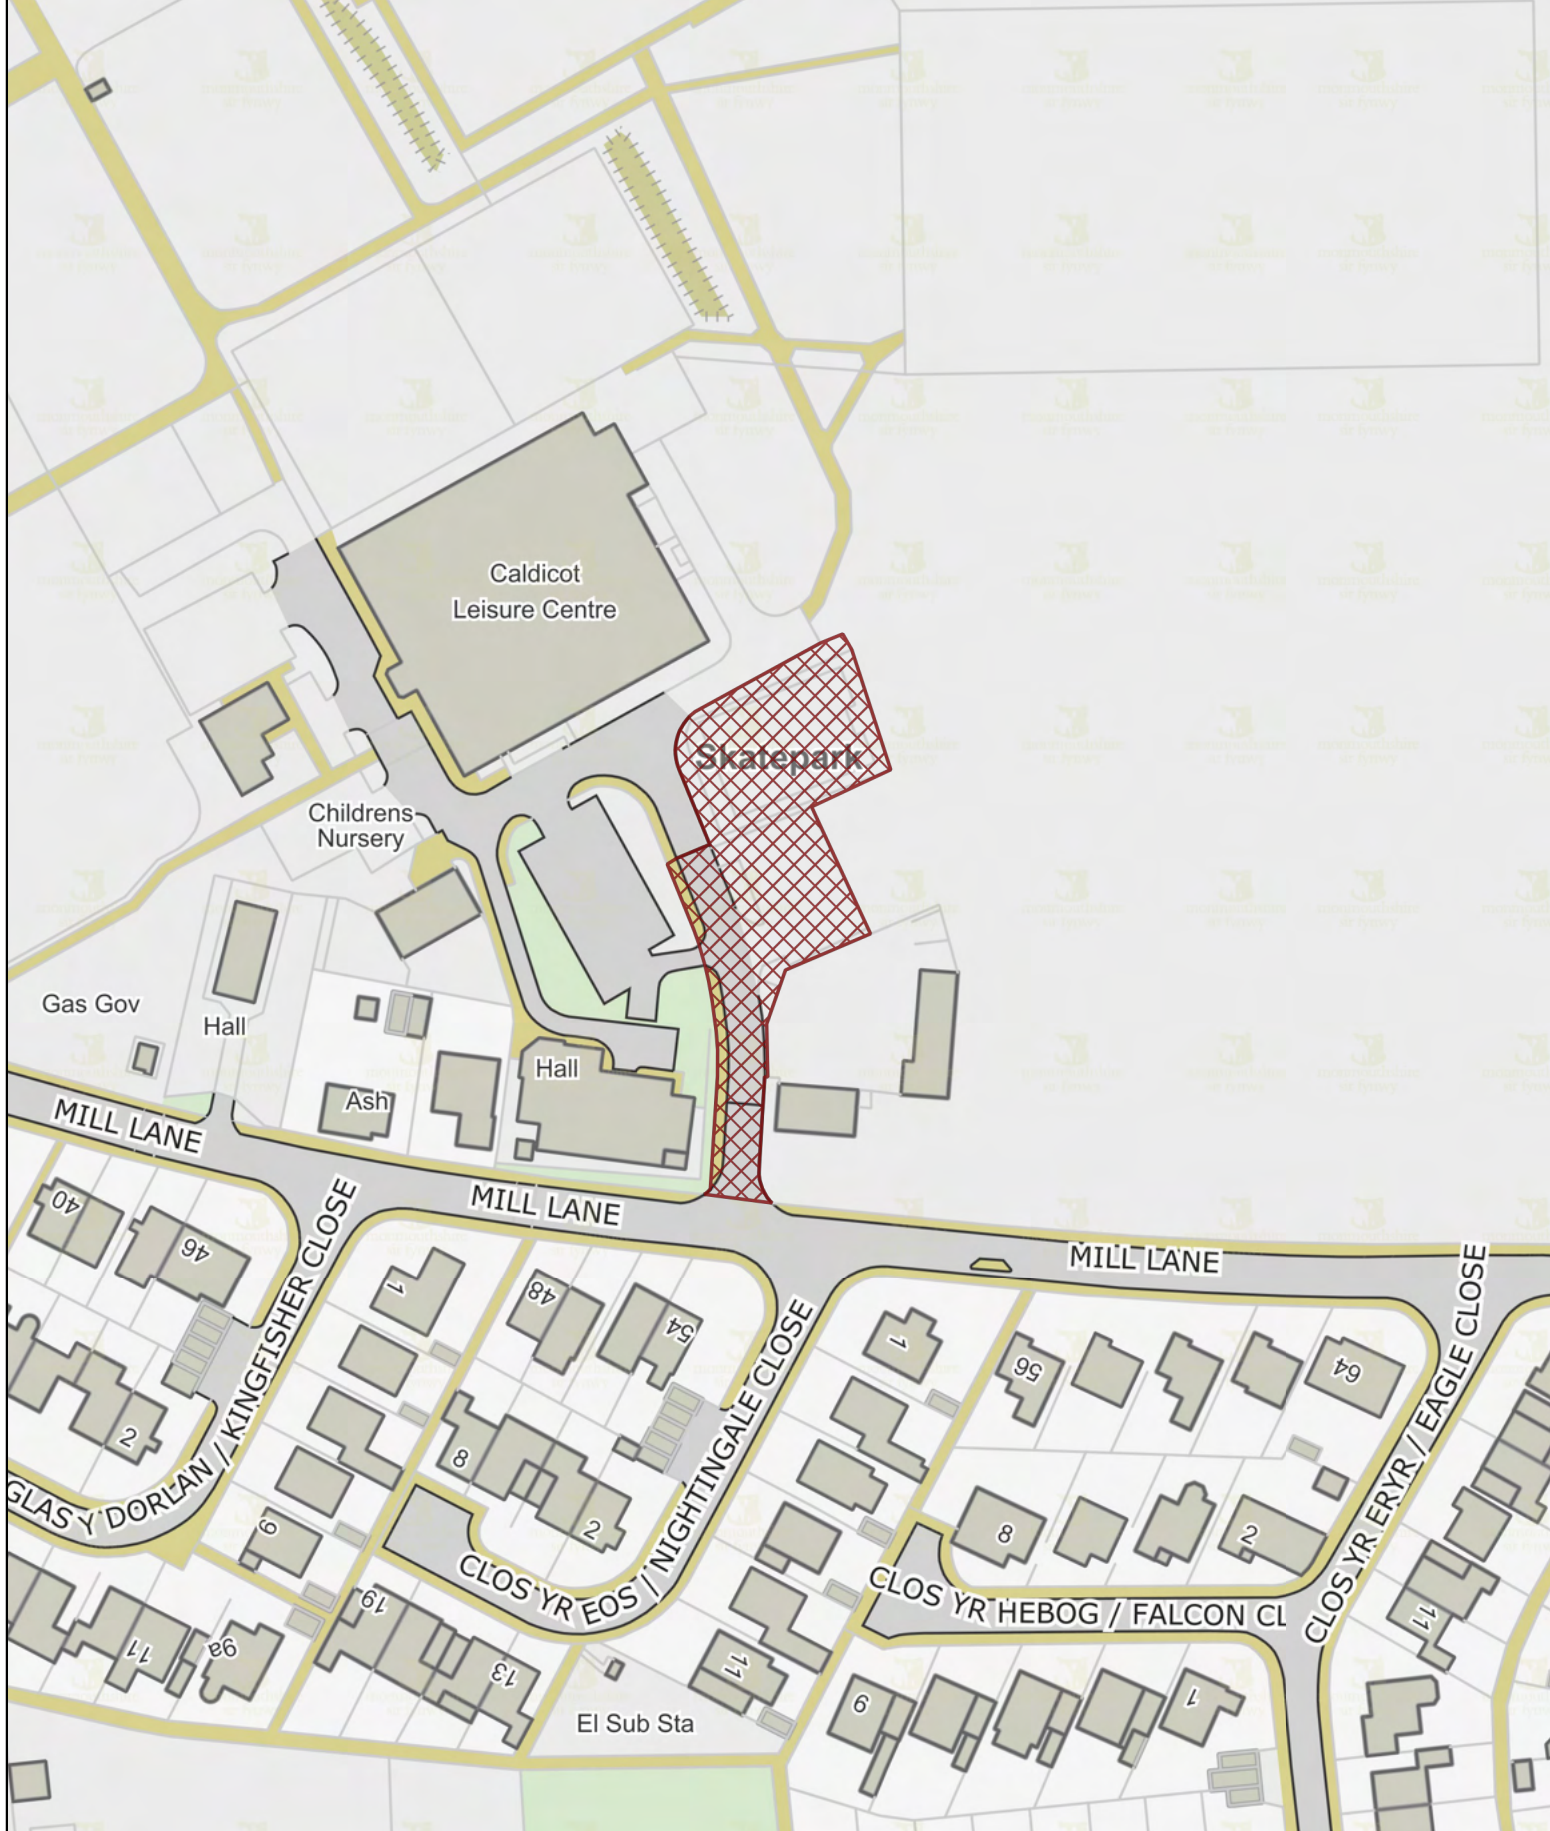 Caldicot
Leisure Centre
Skatepark
Childrens
Nursery
Gas Gov
Hall
Hall
Ash
MILL LANE
MILL LANE
MILL LANE
40
46
1
48
54
1
56
64
CLOS YR ERYR / EAGLE CLOSE
GLAS Y DORLAN / KINGFISHER CLOSE
CLOS YR EOS / NIGHTINGALE CLOSE
CLOS YR HEBOG / FALCON CL
2
8
2
9
8
2
19
11
9a
13
11
11
9
1
El Sub Sta